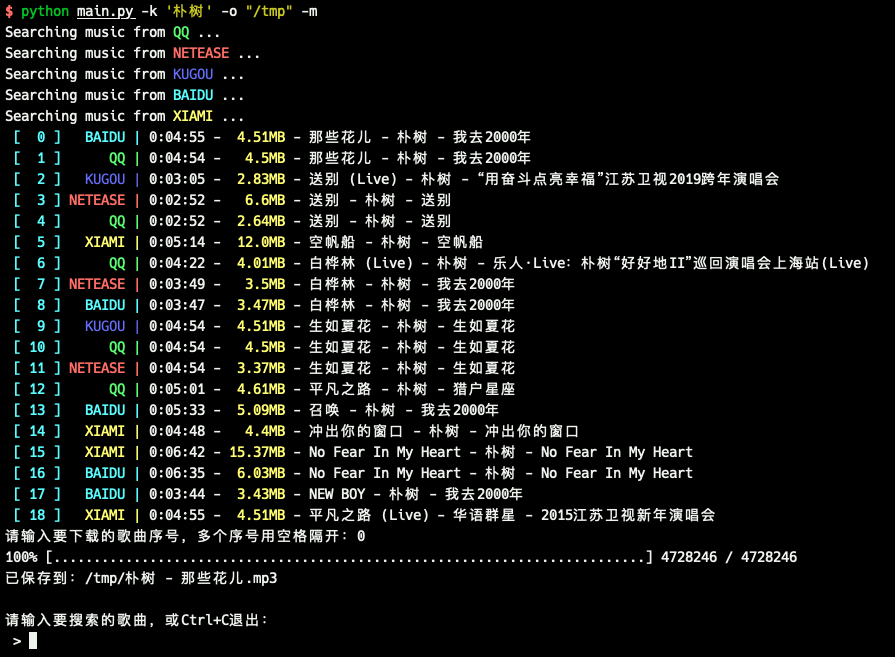 $ python main.py -k '朴树' -o "/tmp" -m
Searching music from QQ ...
Searching music from NETEASE ...
Searching music from KUGOU ...
Searching music from BAIDU ...
Searching music from XIAMI ...
[ 0 ] BAIDU | 0:04:55 - 4.51MB - 那些花儿 - 朴树 - 我去2000年
[ 1 ] QQ | 0:04:54 - 4.5MB - 那些花儿 - 朴树 - 我去2000年
[ 2 ] KUGOU | 0:03:05 - 2.83MB - 送别 (Live) - 朴树 - “用奋斗点亮幸福”江苏卫视2019跨年演唱会
[ 3 ] NETEASE | 0:02:52 - 6.6MB - 送别 - 朴树 - 送别
[ 4 ] QQ | 0:02:52 - 2.64MB - 送别 - 朴树 - 送别
[ 5 ] XIAMI | 0:05:14 - 12.0MB - 空帆船 - 朴树 - 空帆船
[ 6 ] QQ | 0:04:22 - 4.01MB - 白桦林 (Live) - 朴树 - 乐人·Live：朴树“好好地II”巡回演唱会上海站(Live)
[ 7 ] NETEASE | 0:03:49 - 3.5MB - 白桦林 - 朴树 - 我去2000年
[ 8 ] BAIDU | 0:03:47 - 3.47MB - 白桦林 - 朴树 - 我去2000年
[ 9 ] KUGOU | 0:04:54 - 4.51MB - 生如夏花 - 朴树 - 生如夏花
[ 10 ] QQ | 0:04:54 - 4.5MB - 生如夏花 - 朴树 - 生如夏花
[ 11 ] NETEASE | 0:04:54 - 3.37MB - 生如夏花 - 朴树 - 生如夏花
[ 12 ] QQ | 0:05:01 - 4.61MB - 平凡之路 - 朴树 - 猎户星座
[ 13 ] BAIDU | 0:05:33 - 5.09MB - 召唤 - 朴树 - 我去2000年
[ 14 ] XIAMI | 0:04:48 - 4.4MB - 冲出你的窗口 - 朴树 - 冲出你的窗口
[ 15 ] XIAMI | 0:06:42 - 15.37MB - No Fear In My Heart - 朴树 - No Fear In My Heart
[ 16 ] BAIDU | 0:06:35 - 6.03MB - No Fear In My Heart - 朴树 - No Fear In My Heart
[ 17 ] BAIDU | 0:03:44 - 3.43MB - NEW BOY - 朴树 - 我去2000年
[ 18 ] XIAMI | 0:04:55 - 4.51MB - 平凡之路 (Live) - 华语群星 - 2015江苏卫视新年演唱会
请输入要下载的歌曲序号，多个序号用空格隔开：0
100% [..........................................................................] 4728246 / 4728246
已保存到：/tmp/朴树 - 那些花儿.mp3
请输入要搜索的歌曲，或Ctrl+C退出：
>